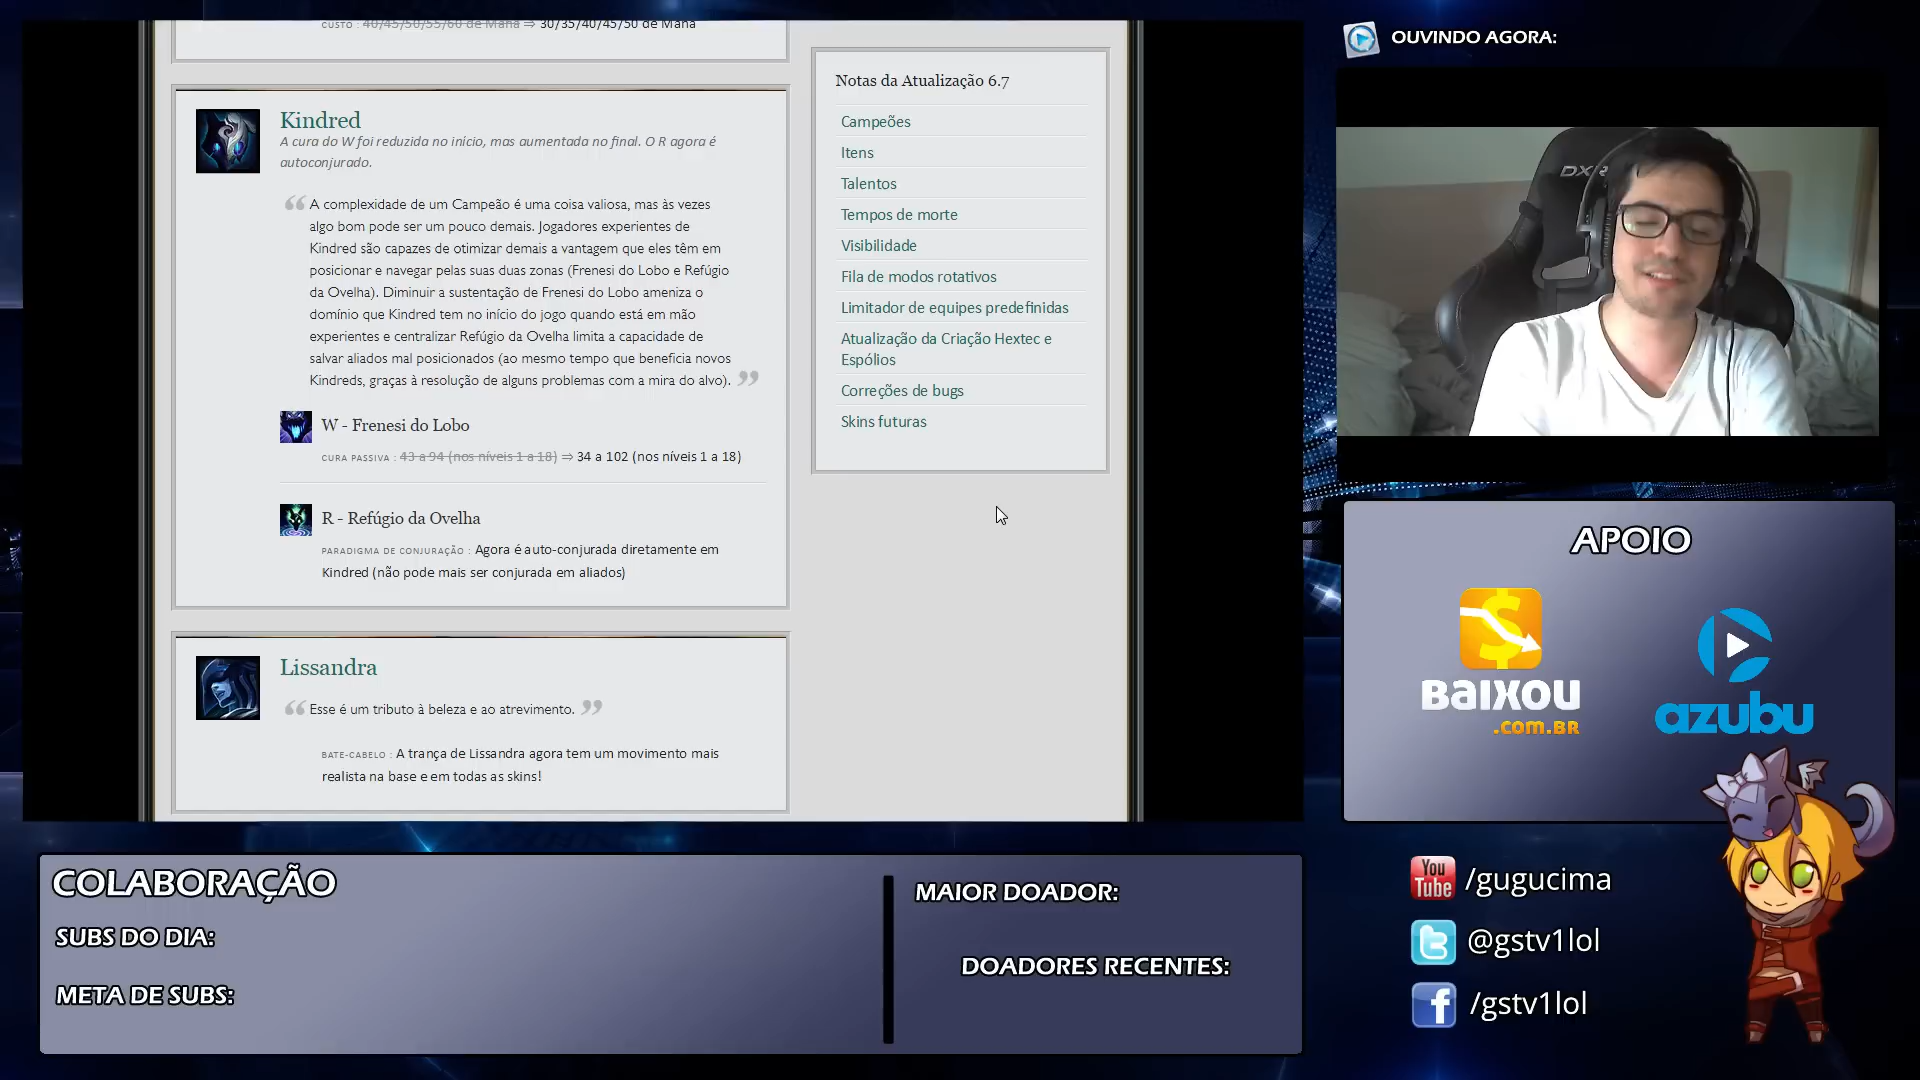 CUSTO : 40/45/50/55/60 de Mana ⇒ 30/35/40/45/50 de Mana
Kindred
A cura do W foi reduzida no início, mas aumentada no final. O R agora é
autoconjurado.
“ A complexidade de um Campeão é uma coisa valiosa, mas às vezes
algo bom pode ser um pouco demais. Jogadores experientes de
Kindred são capazes de otimizar demais a vantagem que eles têm em
posicionar e navegar pelas suas duas zonas (Frenesi do Lobo e Refúgio
da Ovelha). Diminuir a sustentação de Frenesi do Lobo ameniza o
domínio que Kindred tem no início do jogo quando está em mão
experientes e centralizar Refúgio da Ovelha limita a capacidade de
salvar aliados mal posicionados (ao mesmo tempo que beneficia novos
Kindreds, graças à resolução de alguns problemas com a mira do alvo). ”
W - Frenesi do Lobo
CURA PASSIVA : 43 a 94 (nos níveis 1 a 18) ⇒ 34 a 102 (nos níveis 1 a 18)
R - Refúgio da Ovelha
PARADIGMA DE CONJURAÇÃO : Agora é auto-conjurada diretamente em
Kindred (não pode mais ser conjurada em aliados)
Lissandra
“ Esse é um tributo à beleza e ao atrevimento. ”
BATE-CABELO : A trança de Lissandra agora tem um movimento mais
realista na base e em todas as skins!
Notas da Atualização 6.7
Campeões
Itens
Talentos
Tempos de morte
Visibilidade
Fila de modos rotativos
Limitador de equipes predefinidas
Atualização da Criação Hextec e
Espólios
Correções de bugs
Skins futuras
OUVINDO AGORA:
DXR
APOIO
BAIXOU
.COM.BR
azubu
COLABORAÇÃO
SUBS DO DIA:
META DE SUBS:
MAIOR DOADOR:
DOADORES RECENTES:
You
Tube
/gugucima
@gstv1lol
/gstv1lol